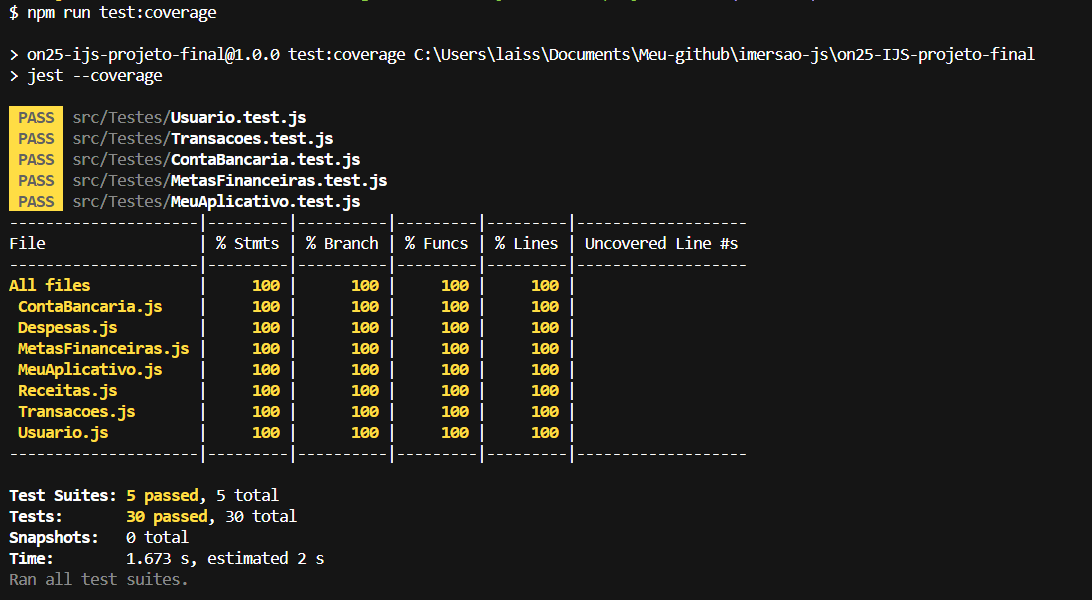 $ npm run test:coverage
> on25-ijs-projeto-final@1.0.0 test:coverage C:\Users\laiss\Documents\Meu-github\imersao-js\on25-IJS-projeto-final
> jest --coverage
PASS src/Testes/Usuario.test.js
PASS src/Testes/Transacoes.test.js
PASS src/Testes/ContaBancaria.test.js
PASS src/Testes/MetasFinanceiras.test.js
PASS src/Testes/MeuAplicativo.test.js
---------------------|---------|----------|---------|---------|-------------------
File                 | % Stmts | % Branch | % Funcs | % Lines | Uncovered Line #s
---------------------|---------|----------|---------|---------|-------------------
All files            |     100 |      100 |     100 |     100 |
 ContaBancaria.js    |     100 |      100 |     100 |     100 |
 Despesas.js         |     100 |      100 |     100 |     100 |
 MetasFinanceiras.js |     100 |      100 |     100 |     100 |
 MeuAplicativo.js    |     100 |      100 |     100 |     100 |
 Receitas.js         |     100 |      100 |     100 |     100 |
 Transacoes.js       |     100 |      100 |     100 |     100 |
 Usuario.js          |     100 |      100 |     100 |     100 |
---------------------|---------|----------|---------|---------|-------------------
Test Suites: 5 passed, 5 total
Tests:       30 passed, 30 total
Snapshots:   0 total
Time:        1.673 s, estimated 2 s
Ran all test suites.